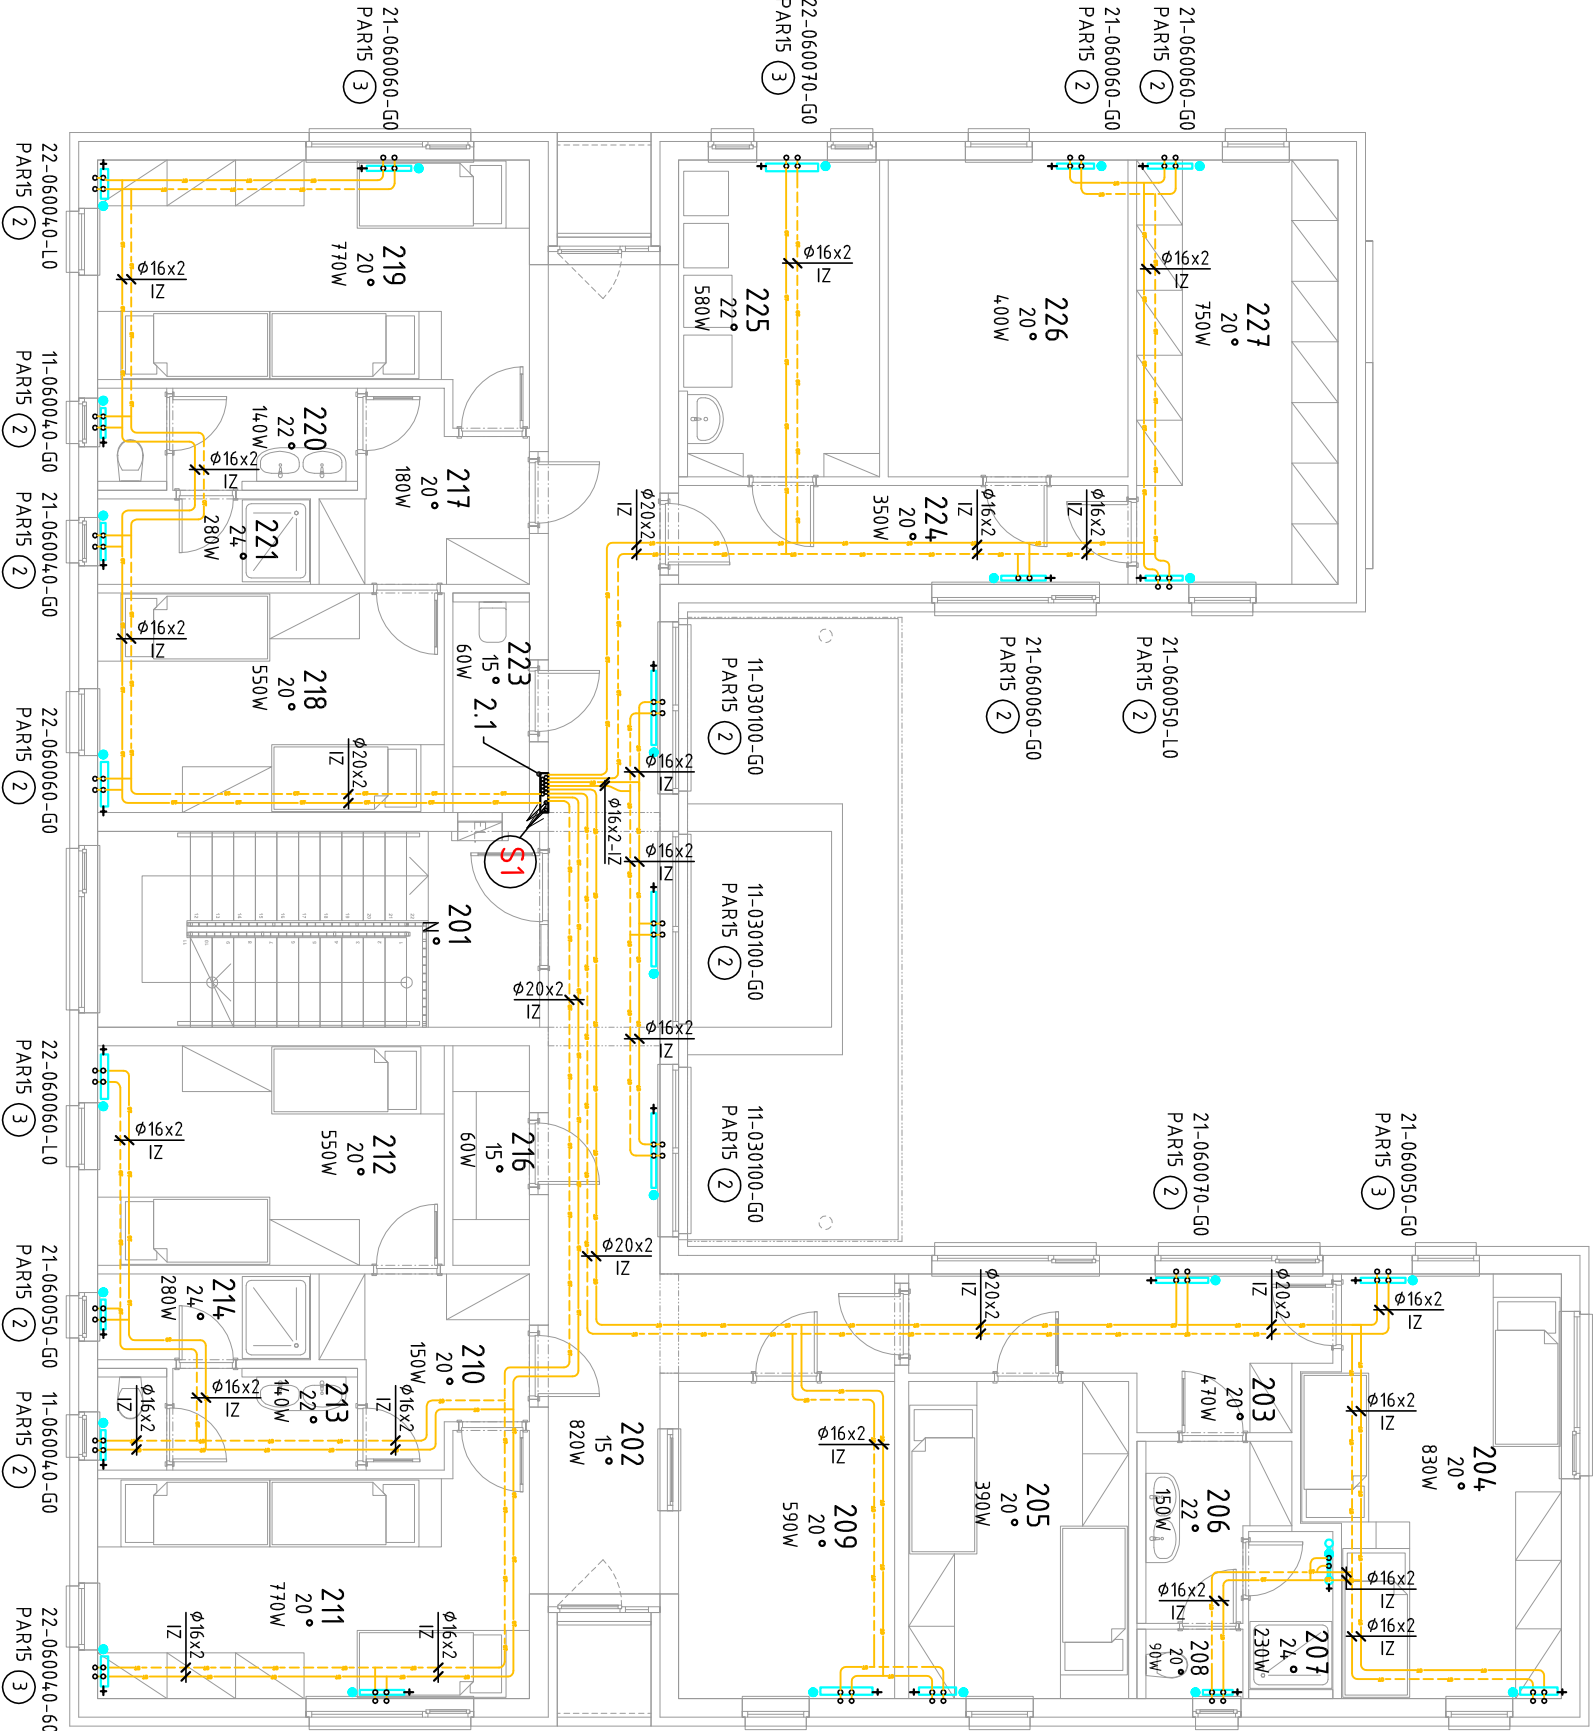 21-060060-G0
PAR15 3
22-060070-G0
PAR15 3
21-060060-G0
PAR15 2
21-060060-G0
PAR15 2
22-060040-L0
PAR15 2
11-060040-G0
PAR15 2
21-060040-G0
PAR15 2
22-060060-G0
PAR15 2
22-060060-L0
PAR15 3
21-060050-G0
PAR15 2
11-060040-G0
PAR15 2
PAR15 3
11-030100-G0
PAR15 2
11-030100-G0
PAR15 2
11-030100-G0
PAR15 2
21-060060-G0
PAR15 2
21-060050-L0
PAR15 2
21-060070-G0
PAR15 2
21-060050-G0
PAR15 3
219
20°
770W
220
22°
140W
217
20°
180W
221
24°
280W
218
20°
550W
223
15°
60W
225
22°
580W
226
20°
400W
227
20°
750W
224
20°
350W
2.1
S1
201
N°
212
20°
550W
216
15°
60W
214
24°
280W
213
22°
140W
210
20°
150W
211
20°
770W
202
15°
820W
209
20°
590W
205
20°
390W
203
20°
470W
204
20°
830W
206
22°
150W
207
24°
230W
208
20°
90W
Φ16x2
IZ
Φ16x2
IZ
Φ16x2
IZ
Φ20x2
IZ
Φ16x2
IZ
Φ16x2
IZ
Φ20x2
IZ
Φ16x2
IZ
Φ16x2
IZ
Φ16x2
IZ
Φ16x2
IZ
Φ16x2-IZ
Φ16x2
IZ
Φ16x2
IZ
Φ20x2
IZ
Φ20x2
IZ
Φ20x2
IZ
Φ20x2
IZ
Φ16x2
IZ
Φ16x2
IZ
Φ16x2
IZ
Φ16x2
IZ
Φ16x2
IZ
Φ16x2
IZ
Φ16x2
IZ
Φ16x2
IZ
Φ16x2
IZ
Φ16x2
IZ
Φ16x2
IZ
Φ16x2
IZ
Φ16x2
IZ